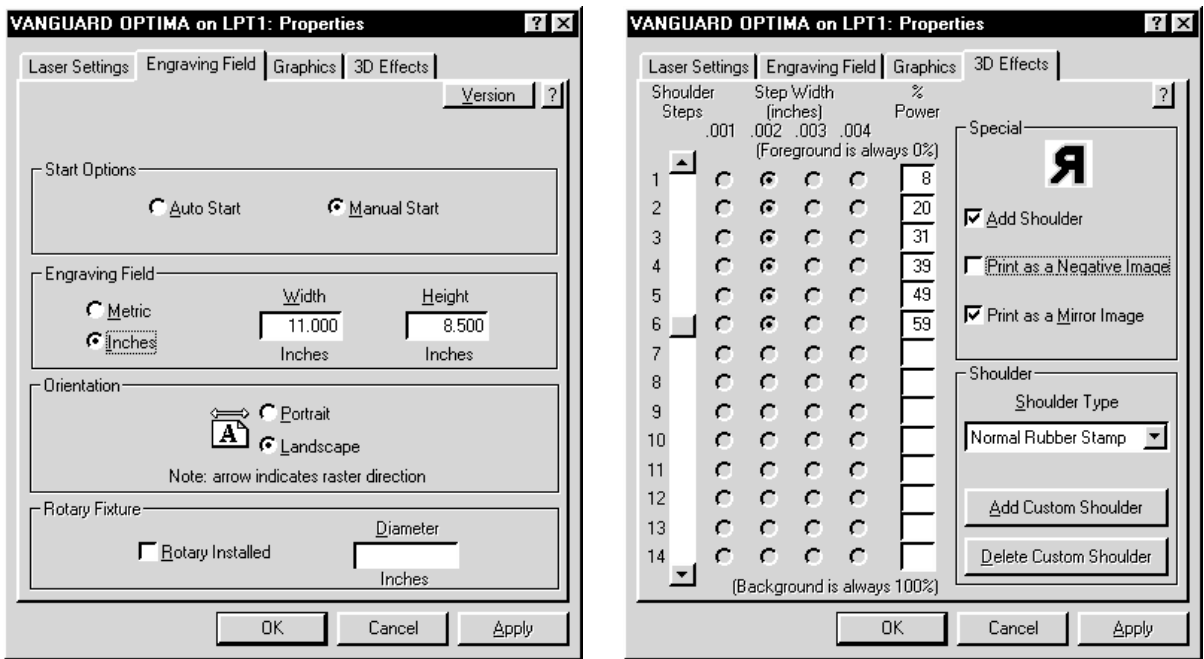 VANGUARD OPTIMA on LPT1: Properties
Laser Settings Engraving Field Graphics 3D Effects
Version ?
Start Options
Auto Start Manual Start
Engraving Field
Metric
Inches
Width Height
11.000 8.500
Inches Inches
Orientation
A
Portrait
Landscape
Note: arrow indicates raster direction
Rotary Fixture
Rotary Installed
Diameter
Inches
OK Cancel Apply
VANGUARD OPTIMA on LPT1: Properties
Laser Settings Engraving Field Graphics 3D Effects
?
Shoulder Step Width %
Steps (inches) Power
.001 .002 .003 .004
(Foreground is always 0%)
1 8
2 20
3 31
4 39
5 49
6 59
7
8
9
10
11
12
13
14
(Background is always 100%)
Special
R
Add Shoulder
Print as a Negative Image
Print as a Mirror Image
Shoulder
Shoulder Type
Normal Rubber Stamp
Add Custom Shoulder
Delete Custom Shoulder
OK Cancel Apply